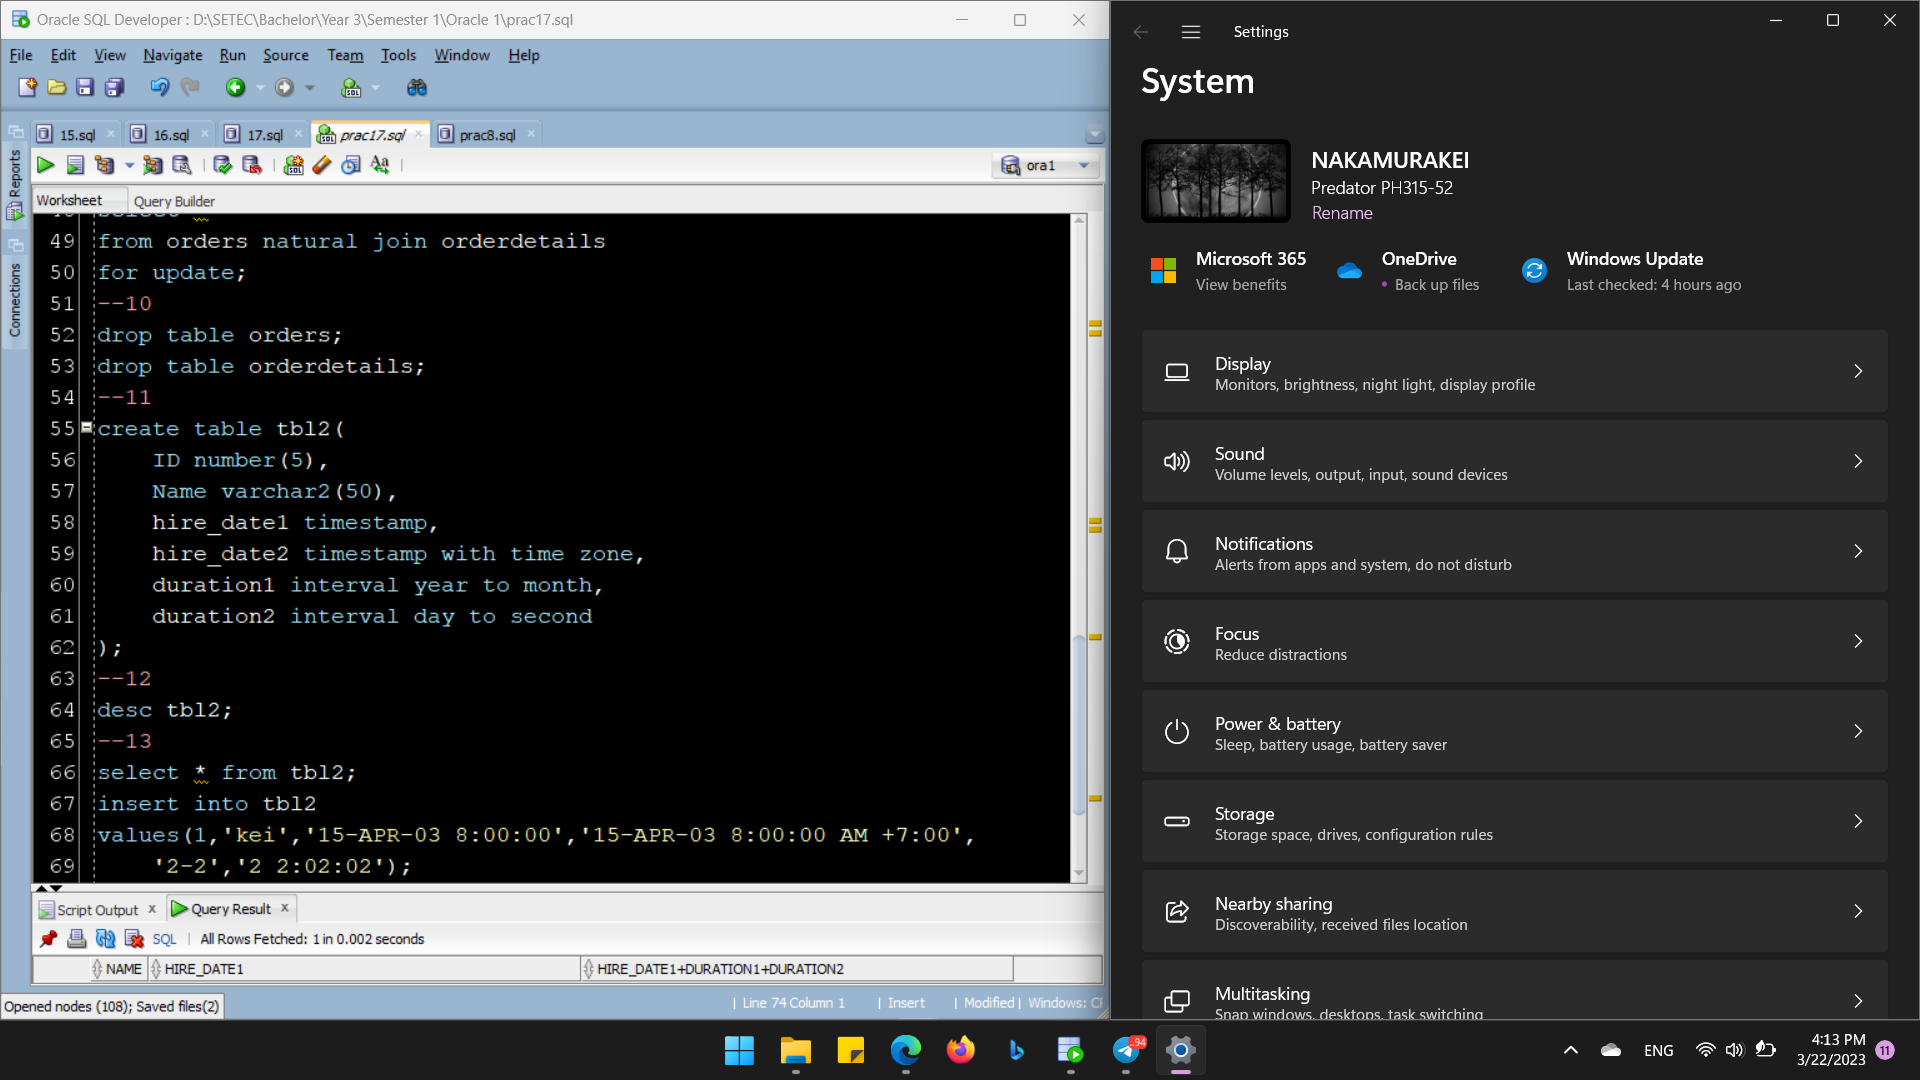 Oracle SQL Developer : D:\SETEC\Bachelor\Year 3\Semester 1\Oracle 1\prac17.sql
File Edit View Navigate Run Source Team Tools Window Help
15.sql 16.sql 17.sql prac17.sql prac8.sql
ora1
Reports
Connections
Worksheet Query Builder
49 from orders natural join orderdetails
50 for update;
51 --10
52 drop table orders;
53 drop table orderdetails;
54 --11
55 create table tbl2(
56 ID number(5),
57 Name varchar2(50),
58 hire_date1 timestamp,
59 hire_date2 timestamp with time zone,
60 duration1 interval year to month,
61 duration2 interval day to second
62 );
63 --12
64 desc tbl2;
65 --13
66 select * from tbl2;
67 insert into tbl2
68 values(1,'kei','15-APR-03 8:00:00','15-APR-03 8:00:00 AM +7:00',
69 '2-2','2 2:02:02');
Script Output Query Result
SQL All Rows Fetched: 1 in 0.002 seconds
NAME HIRE_DATE1 HIRE_DATE1+DURATION1+DURATION2
Opened nodes (108); Saved files(2)
Line 74 Column 1 Insert Modified Windows:
Settings
System
NAKAMURAKEI
Predator PH315-52
Rename
Microsoft 365
View benefits
OneDrive
Back up files
Windows Update
Last checked: 4 hours ago
Display
Monitors, brightness, night light, display profile
Sound
Volume levels, output, input, sound devices
Notifications
Alerts from apps and system, do not disturb
Focus
Reduce distractions
Power & battery
Sleep, battery usage, battery saver
Storage
Storage space, drives, configuration rules
Nearby sharing
Discoverability, received files location
Multitasking
Snap windows, desktops, task switching
94
ENG
4:13 PM
3/22/2023
11